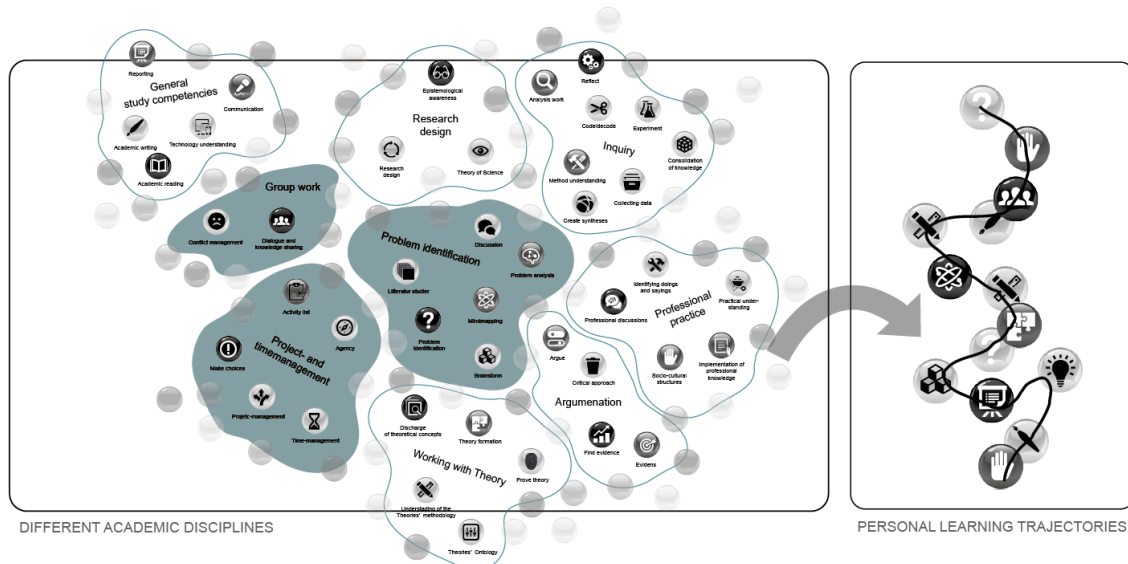 Reporting
General
study competencies
Communication
Academic writing
Technology understanding
Academic reading
Epistemological
awareness
Research
design
Research
design
Theory of Science
Reflect
Analysis work
Code/decode
Experiment
Inquiry
Consolidation
of knowledge
Method understanding
Collecting data
Create syntheses
Group work
Conflict management
Dialogue and
knowledge sharing
Problem identification
Discussion
Problem analysis
Litteratur studier
Minimapping
Problem
identification
Brainstorm
Identifying doings
and sayings
Practical under-
standing
Professional discussions
Professional
practice
Socio-cultural
structures
Implementation of
professional
knowledge
Activity list
Agency
Project- and
timemanagement
Make choices
Projetc-management
Time-management
Argue
Critical approach
Argumenation
Find evidence
Evidens
Discharge
of theoretical concepts
Theory formation
Working with Theory
Prove theory
Understanding of the
Theories' methodology
Theories' Ontology
DIFFERENT ACADEMIC DISCIPLINES
PERSONAL LEARNING TRAJECTORIES